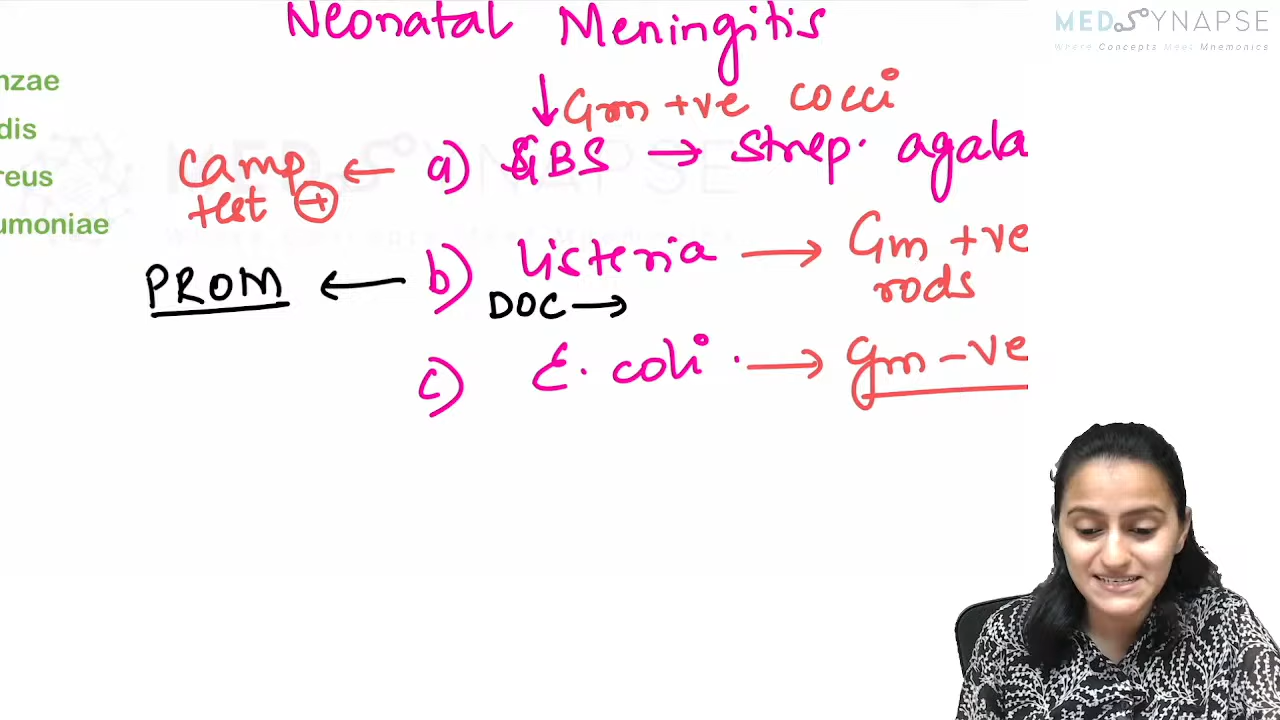 Neonatal Meningitis
MEDSYNAPSE
Where Concepts Meet Mnemonics
nzae
dis
reus
umoniae
Gm +ve cocci
camp test +
a) GBS → Strep. agala
PROM ← b) Listeria → Gm +ve rods
DOC →
c) E. coli . → Gm -ve